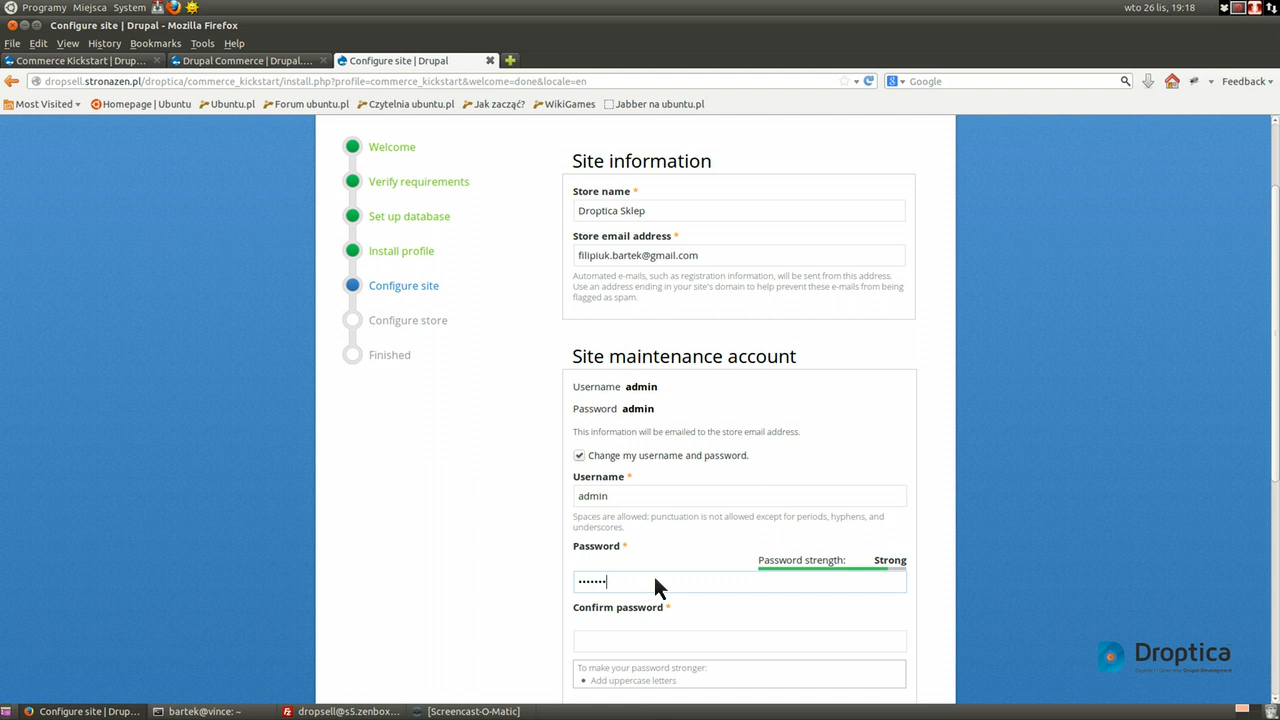 Programy Miejsca System
wto 26 lis, 19:18
Configure site | Drupal - Mozilla Firefox
File Edit View History Bookmarks Tools Help
Commerce Kickstart | Drup... Drupal Commerce | Drupal.... Configure site | Drupal
dropsell.stronazen.pl/droptica/commerce_kickstart/install.php?profile=commerce_kickstart&welcome=done&locale=en
Google
Feedback
Most Visited Homepage | Ubuntu Ubuntu.pl Forum ubuntu.pl Czytelnia ubuntu.pl Jak zacząć? WikiGames Jabber na ubuntu.pl
Welcome
Verify requirements
Set up database
Install profile
Configure site
Configure store
Finished
Site information
Store name *
Droptica Sklep
Store email address *
filipiuk.bartek@gmail.com
Automated e-mails, such as registration information, will be sent from this address.
Use an address ending in your site's domain to help prevent these e-mails from being
flagged as spam.
Site maintenance account
Username admin
Password admin
This information will be emailed to the store email address.
Change my username and password.
Username *
admin
Spaces are allowed; punctuation is not allowed except for periods, hyphens, and
underscores.
Password *
Password strength: Strong
•••••••
Confirm password *
To make your password stronger:
• Add uppercase letters
Droptica
Configure site | Drup... bartek@vince: ~ dropsell@s5.zenbox... [Screencast-O-Matic]